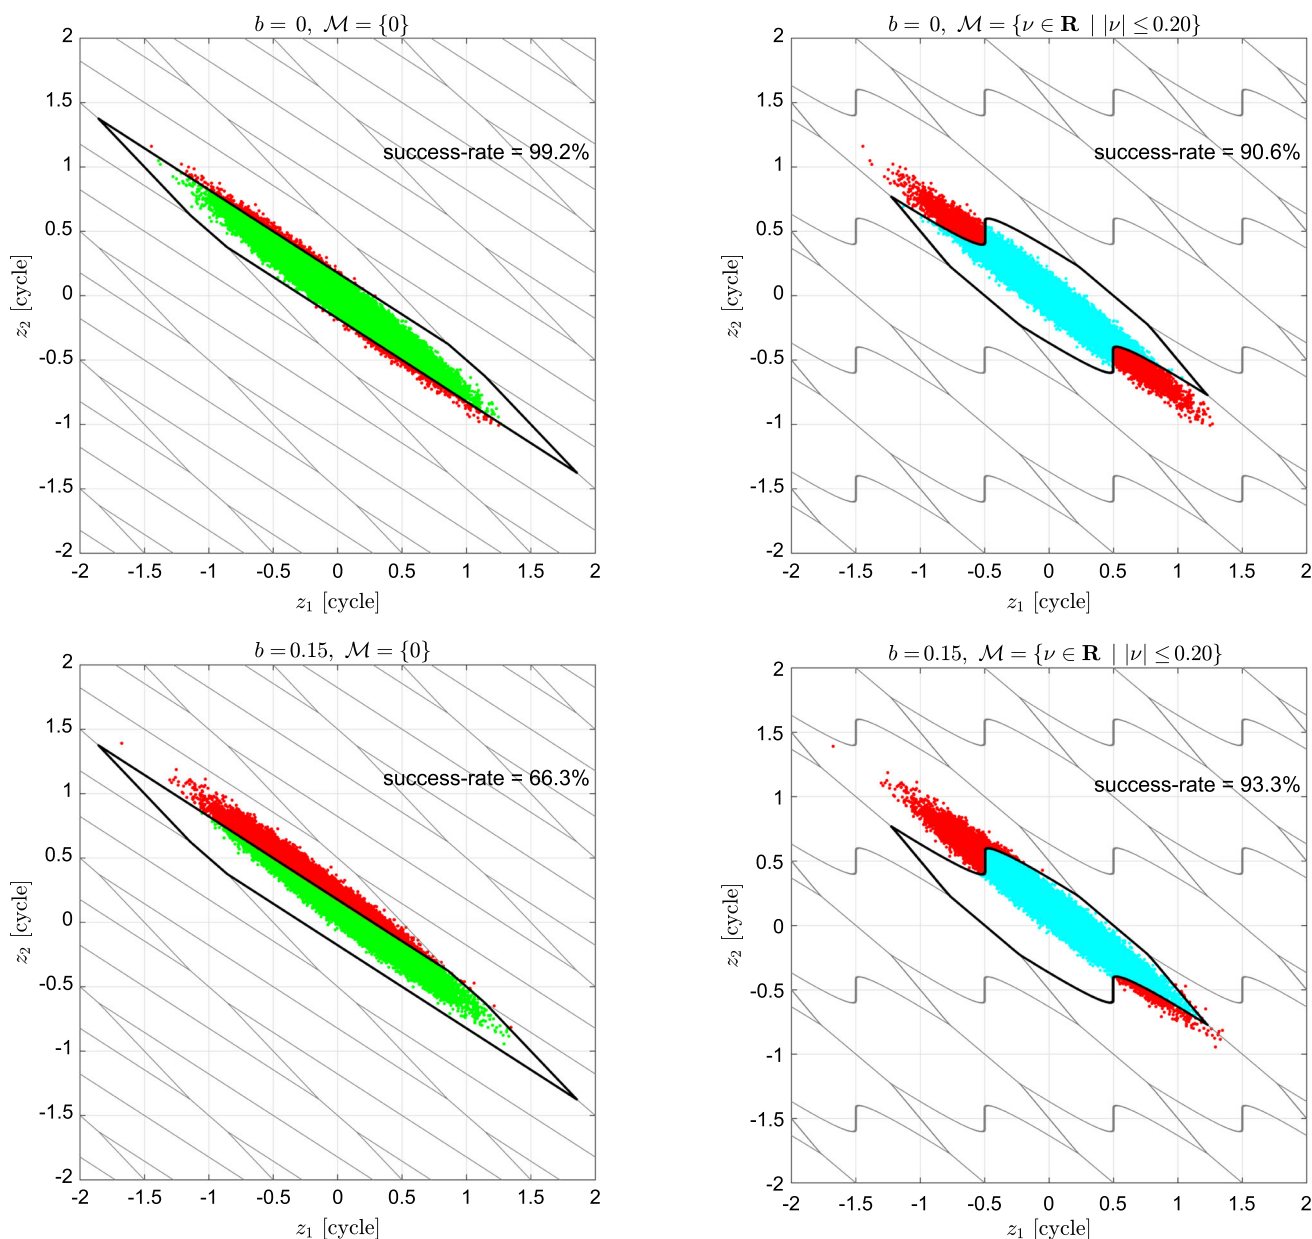 b = 0, ℳ = {0}
2
1.5
1
0.5
0
-0.5
-1
-1.5
-2
success-rate = 99.2%
z₂ [cycle]
-2 -1.5 -1 -0.5 0 0.5 1 1.5 2
z₁ [cycle]
b = 0, ℳ = {ν ∈ R | |ν| ≤ 0.20}
2
1.5
1
0.5
0
-0.5
-1
-1.5
-2
success-rate = 90.6%
z₂ [cycle]
-2 -1.5 -1 -0.5 0 0.5 1 1.5 2
z₁ [cycle]
b = 0.15, ℳ = {0}
2
1.5
1
0.5
0
-0.5
-1
-1.5
-2
success-rate = 66.3%
z₂ [cycle]
-2 -1.5 -1 -0.5 0 0.5 1 1.5 2
z₁ [cycle]
b = 0.15, ℳ = {ν ∈ R | |ν| ≤ 0.20}
2
1.5
1
0.5
0
-0.5
-1
-1.5
-2
success-rate = 93.3%
z₂ [cycle]
-2 -1.5 -1 -0.5 0 0.5 1 1.5 2
z₁ [cycle]